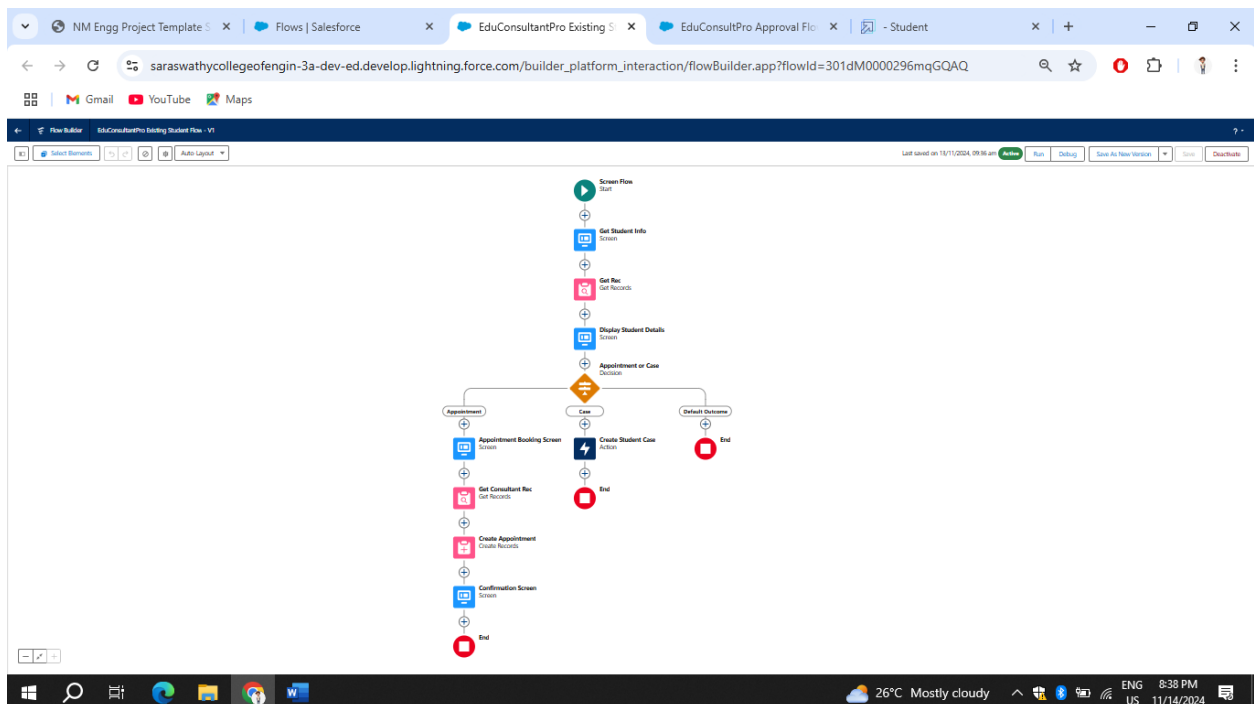 NM Engg Project Template S
Flows | Salesforce
EduConsultantPro Existing S
EduConsultPro Approval Flo
- Student
saraswathycollegeofengin-3a-dev-ed.develop.lightning.force.com/builder_platform_interaction/flowBuilder.app?flowId=301dM0000296mqGQAQ
Gmail YouTube Maps
Flow Builder EduConsultantPro Existing Student Flow - V1 ?
Select Elements Auto Layout Last saved on 13/11/2024, 09:36 am Active Run Debug Save As New Version Save Deactivate
Screen Flow
Start
Get Student Info
Screen
Get Rec
Get Records
Display Student Details
Screen
Appointment or Case
Decision
Appointment Case Default Outcome
Appointment Booking Screen
Screen
Create Student Case
Action
End
Get Consultant Rec
Get Records
End
Create Appointment
Create Records
Confirmation Screen
Screen
End
26°C Mostly cloudy
ENG
US
8:38 PM
11/14/2024